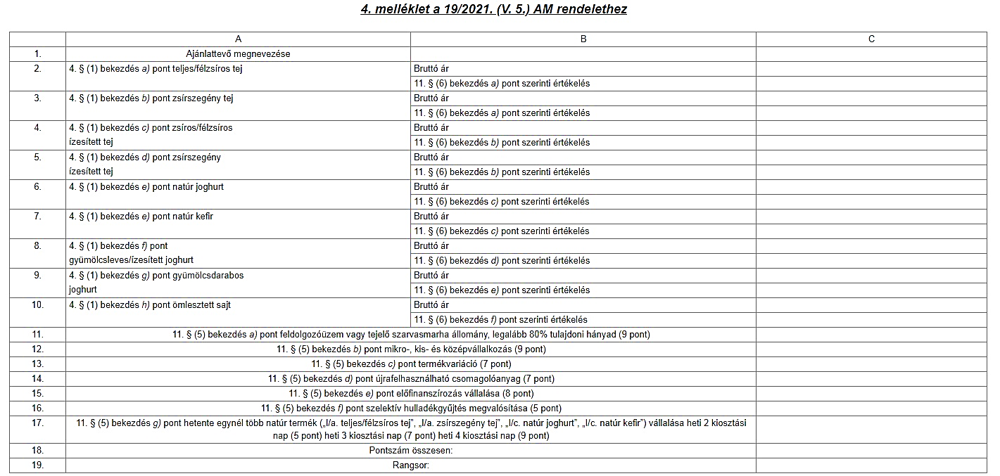 4. melléklet a 19/2021. (V. 5.) AM rendelethez
A B C
1. Ajánlattevő megnevezése
2. 4. § (1) bekezdés a) pont teljes/félzsíros tej Bruttó ár
11. § (6) bekezdés a) pont szerinti értékelés
3. 4. § (1) bekezdés b) pont zsírszegény tej Bruttó ár
11. § (6) bekezdés a) pont szerinti értékelés
4. 4. § (1) bekezdés c) pont zsíros/félzsíros Bruttó ár
ízesített tej 11. § (6) bekezdés b) pont szerinti értékelés
5. 4. § (1) bekezdés d) pont zsírszegény Bruttó ár
ízesített tej 11. § (6) bekezdés b) pont szerinti értékelés
6. 4. § (1) bekezdés e) pont natúr joghurt Bruttó ár
11. § (6) bekezdés c) pont szerinti értékelés
7. 4. § (1) bekezdés e) pont natúr kefir Bruttó ár
11. § (6) bekezdés c) pont szerinti értékelés
8. 4. § (1) bekezdés f) pont Bruttó ár
gyümölcsleves/ízesített joghurt 11. § (6) bekezdés d) pont szerinti értékelés
9. 4. § (1) bekezdés g) pont gyümölcsdarabos Bruttó ár
joghurt 11. § (6) bekezdés e) pont szerinti értékelés
10. 4. § (1) bekezdés h) pont ömlesztett sajt Bruttó ár
11. § (6) bekezdés f) pont szerinti értékelés
11. 11. § (5) bekezdés a) pont feldolgozóüzem vagy tejelő szarvasmarha állomány, legalább 80% tulajdoni hányad (9 pont)
12. 11. § (5) bekezdés b) pont mikro-, kis- és középvállalkozás (9 pont)
13. 11. § (5) bekezdés c) pont termékvariáció (7 pont)
14. 11. § (5) bekezdés d) pont újrafelhasználható csomagolóanyag (7 pont)
15. 11. § (5) bekezdés e) pont előfinanszírozás vállalása (8 pont)
16. 11. § (5) bekezdés f) pont szelektív hulladékgyűjtés megvalósítása (5 pont)
17. 11. § (5) bekezdés g) pont hetente egynél több natúr termék („I/a. teljes/félzsíros tej”, „I/a. zsírszegény tej”, „I/c. natúr joghurt”, „I/c. natúr kefir”) vállalása heti 2 kiosztási
nap (5 pont) heti 3 kiosztási nap (7 pont) heti 4 kiosztási nap (9 pont)
18. Pontszám összesen:
19. Rangsor: